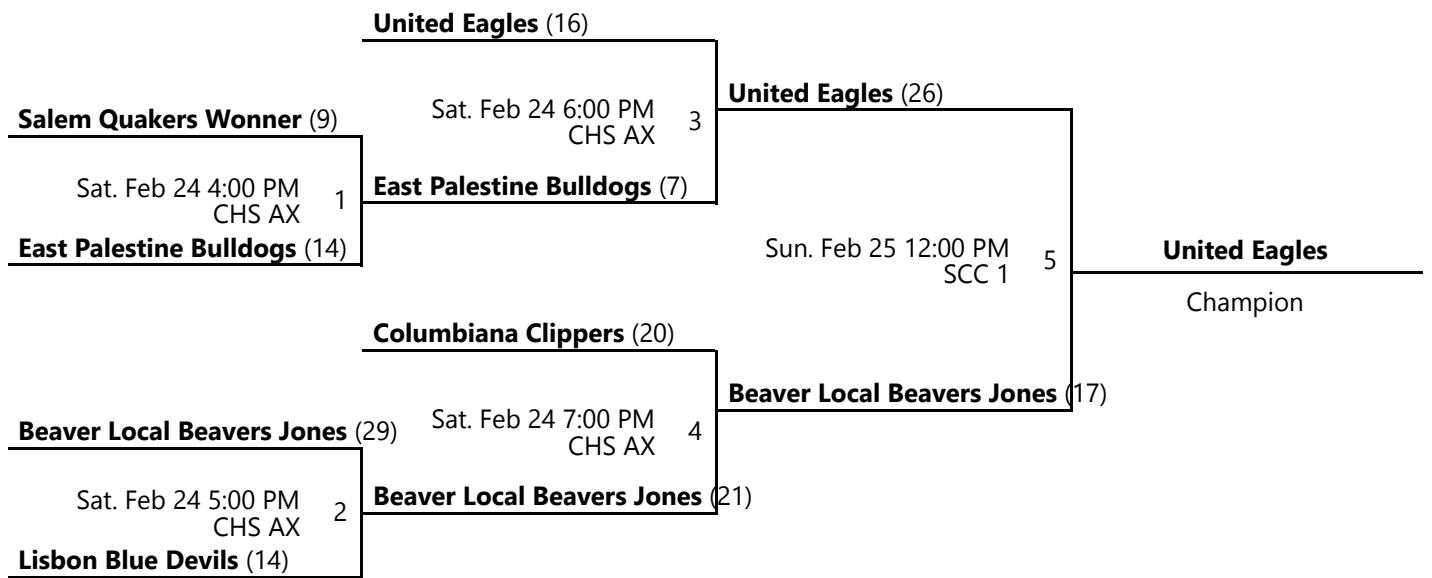 United Eagles (16)
Sat. Feb 24 6:00 PM
CHS AX
3
United Eagles (26)
Salem Quakers Wonner (9)
Sat. Feb 24 4:00 PM
CHS AX
1
East Palestine Bulldogs (7)
East Palestine Bulldogs (14)
Sun. Feb 25 12:00 PM
SCC 1
5
United Eagles
Champion
Columbiana Clippers (20)
Beaver Local Beavers Jones (17)
Sat. Feb 24 7:00 PM
CHS AX
4
Beaver Local Beavers Jones (29)
Sat. Feb 24 5:00 PM
CHS AX
2
Beaver Local Beavers Jones (21)
Lisbon Blue Devils (14)